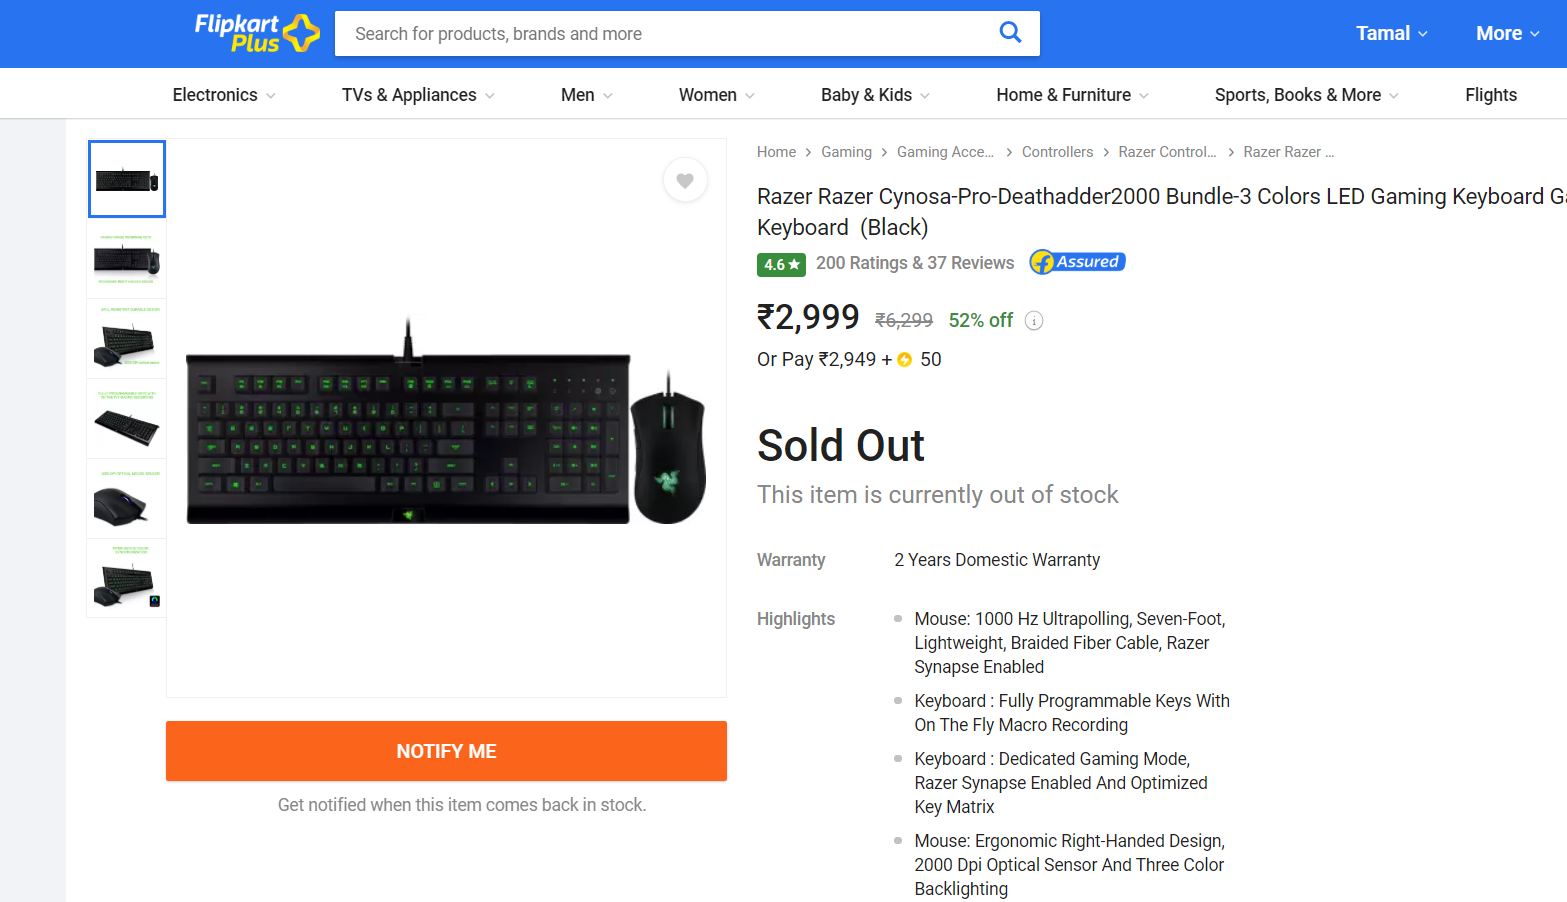 Flipkart
Plus
Search for products, brands and more
Tamal
More
Electronics
TVs & Appliances
Men
Women
Baby & Kids
Home & Furniture
Sports, Books & More
Flights
Home > Gaming > Gaming Acce... > Controllers > Razer Control... > Razer Razer ...
Razer Razer Cynosa-Pro-Deathadder2000 Bundle-3 Colors LED Gaming Keyboard Ga
Keyboard (Black)
4.6★ 200 Ratings & 37 Reviews Assured
₹2,999 ₹6,299 52% off i
Or Pay ₹2,949 + 50
Sold Out
This item is currently out of stock
Warranty
2 Years Domestic Warranty
Highlights
Mouse: 1000 Hz Ultrapolling, Seven-Foot,
Lightweight, Braided Fiber Cable, Razer
Synapse Enabled
Keyboard : Fully Programmable Keys With
On The Fly Macro Recording
Keyboard : Dedicated Gaming Mode,
Razer Synapse Enabled And Optimized
Key Matrix
Mouse: Ergonomic Right-Handed Design,
2000 Dpi Optical Sensor And Three Color
Backlighting
NOTIFY ME
Get notified when this item comes back in stock.